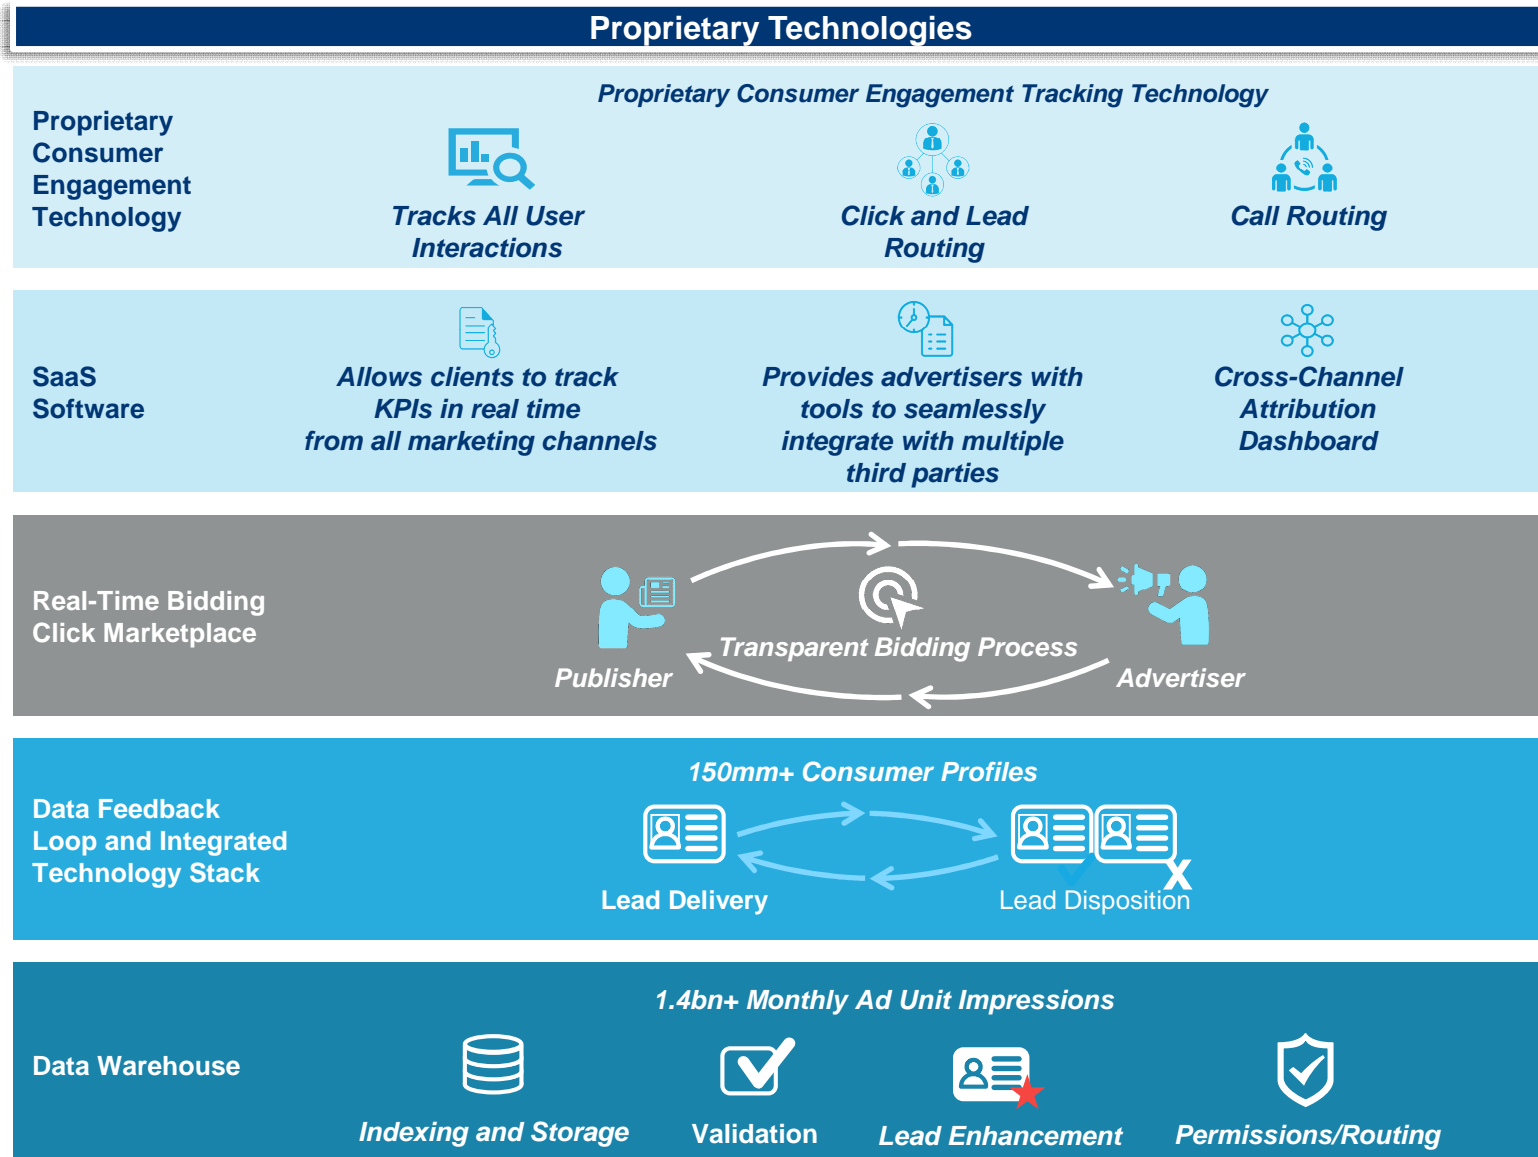 Proprietary Technologies
Proprietary Consumer Engagement Tracking Technology
Proprietary
Consumer
Engagement
Technology
Tracks All User
Interactions
Click and Lead
Routing
Call Routing
SaaS
Software
Allows clients to track
KPIs in real time
from all marketing channels
Provides advertisers with
tools to seamlessly
integrate with multiple
third parties
Cross-Channel
Attribution
Dashboard
Real-Time Bidding
Click Marketplace
Transparent Bidding Process
Publisher
Advertiser
150mm+ Consumer Profiles
Data Feedback
Loop and Integrated
Technology Stack
Lead Delivery
X
Lead Disposition
1.4bn+ Monthly Ad Unit Impressions
Data Warehouse
Indexing and Storage
Validation
Lead Enhancement
Permissions/Routing